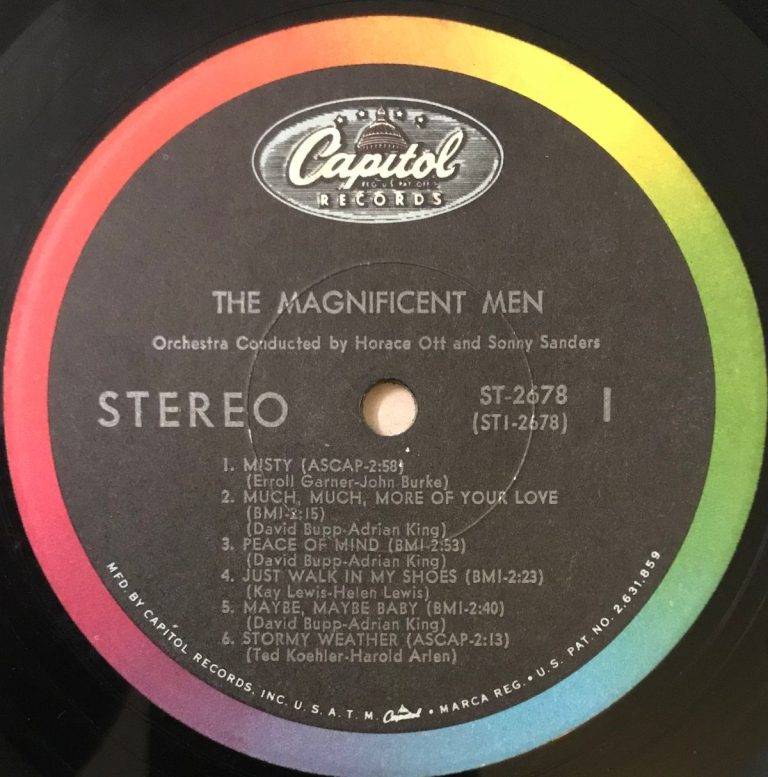 Capitol
REG. U.S. PAT. OFF.
RECORDS
THE MAGNIFICENT MEN
Orchestra Conducted by Horace Ott and Sonny Sanders
STEREO
ST-2678
(ST1-2678)
1
1. MISTY (ASCAP-2:58)
(Erroll Garner-John Burke)
2. MUCH, MUCH, MORE OF YOUR LOVE
(BMI-2:15)
(David Bupp-Adrian King)
3. PEACE OF MIND (BMI-2:53)
(David Bupp-Adrian King)
4. JUST WALK IN MY SHOES (BMI-2:23)
(Kay Lewis-Helen Lewis)
5. MAYBE, MAYBE BABY (BMI-2:40)
(David Bupp-Adrian King)
6. STORMY WEATHER (ASCAP-2:13)
(Ted Koehler-Harold Arlen)
MFD. BY CAPITOL RECORDS, INC. U. S. A. T. M. Capitol • MARCA REG. • U.S. PAT. NO. 2,631,859